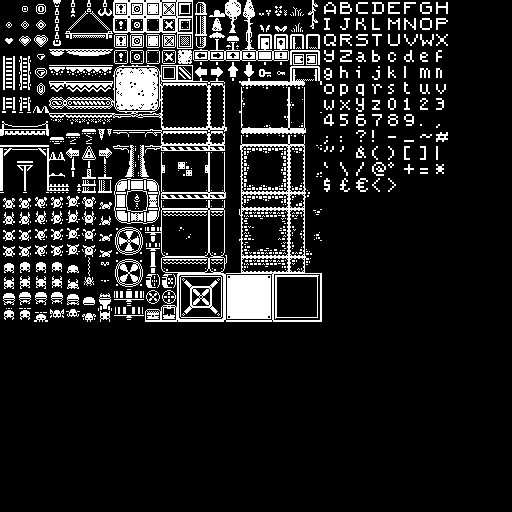 ABCDEFGH
IJKLMNOP
QRSTUVWX
YZabcdef
ghijklmn
opqrstuv
wxyz0123
456789.,
;:?!-_~#
"'&()[]|
`\/@°+=*
$£€<>